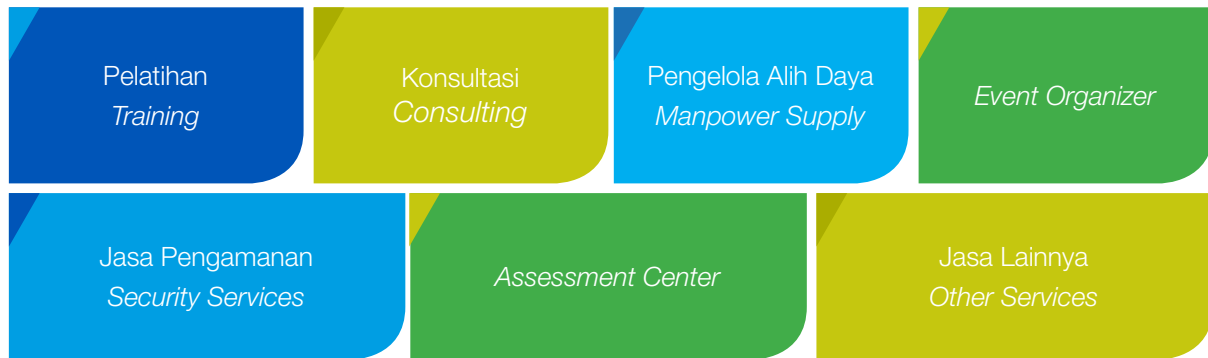 Pelatihan
Training
Konsultasi
Consulting
Pengelola Alih Daya
Manpower Supply
Event Organizer
Jasa Pengamanan
Security Services
Assessment Center
Jasa Lainnya
Other Services